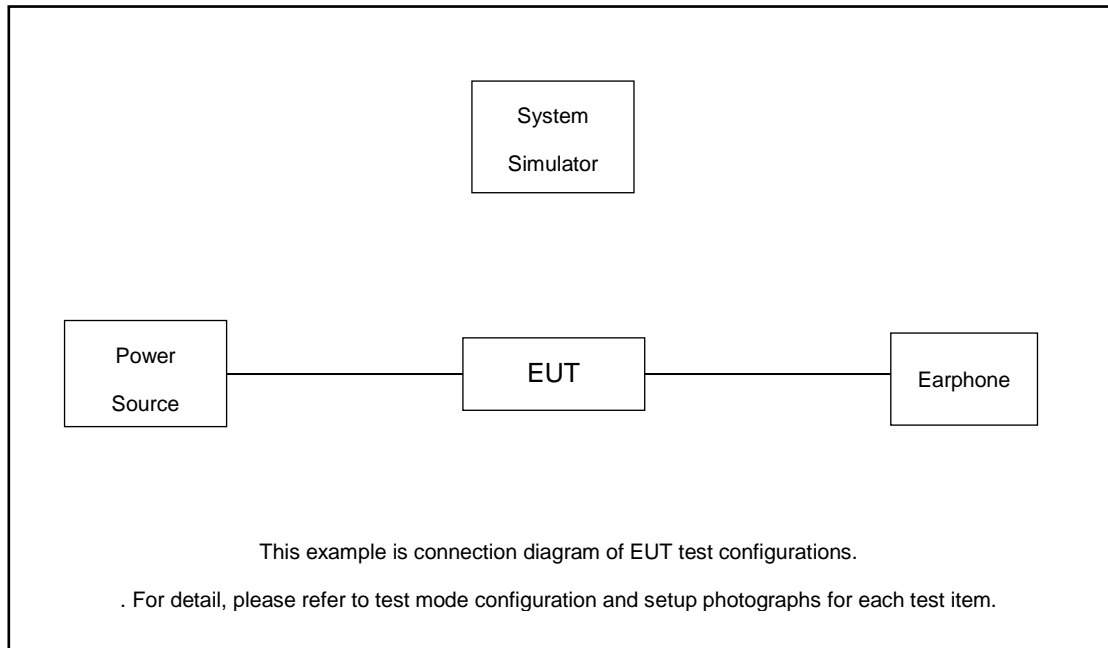 System
Simulator
Power
Source
EUT
Earphone
This example is connection diagram of EUT test configurations.
. For detail, please refer to test mode configuration and setup photographs for each test item.